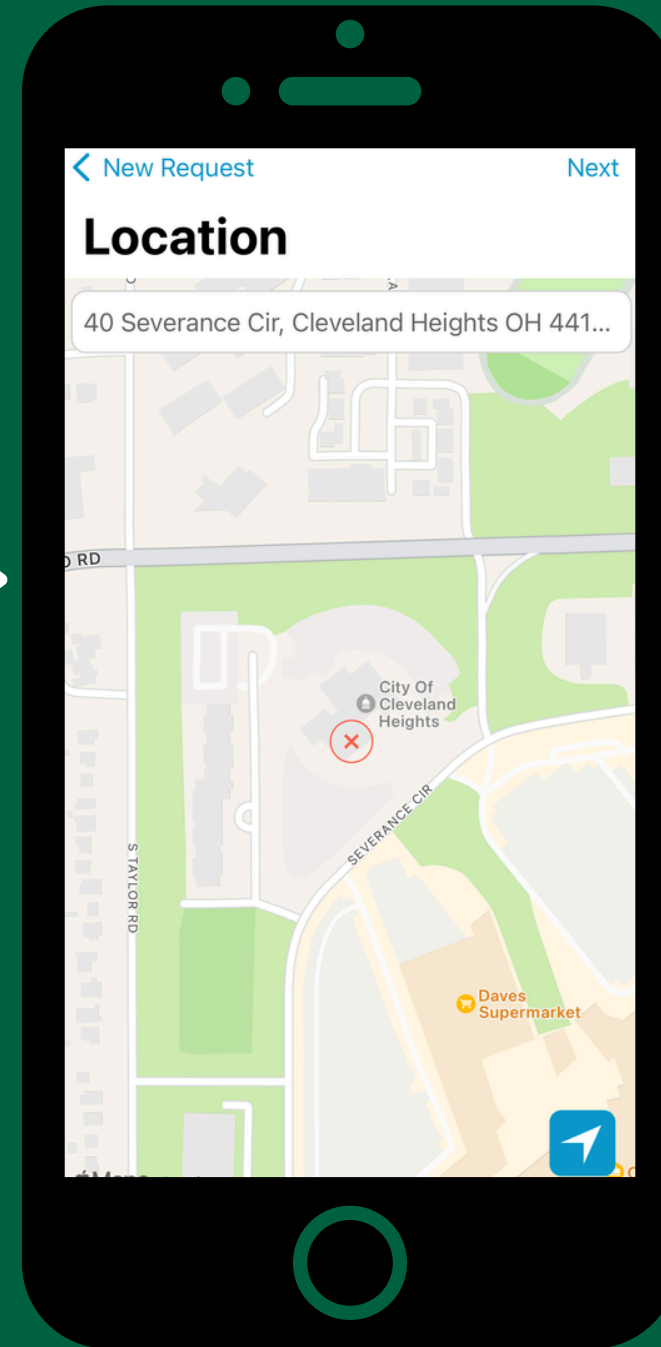 New Request
Next
Location
40 Severance Cir, Cleveland Heights OH 441...
RD
City Of
Cleveland
Heights
SEVERANCE CIR
S TAYLOR RD
Daves
Supermarket